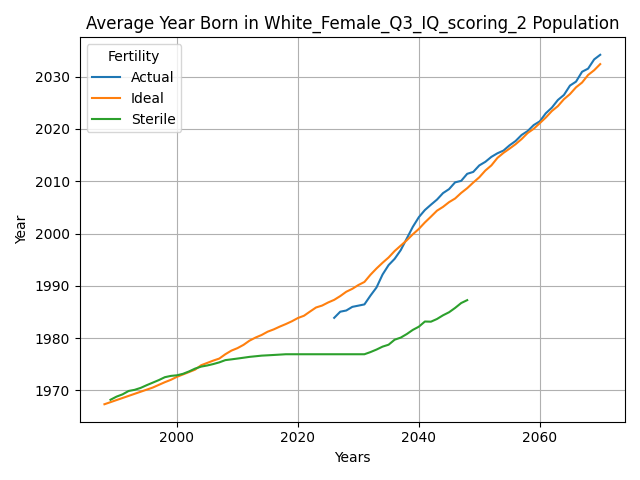 Average Year Born in White_Female_Q3_IQ_scoring_2 Population
Fertility
Actual
Ideal
Sterile
2030
2020
2010
2000
1990
1980
1970
Year
2000
2020
2040
2060
Years